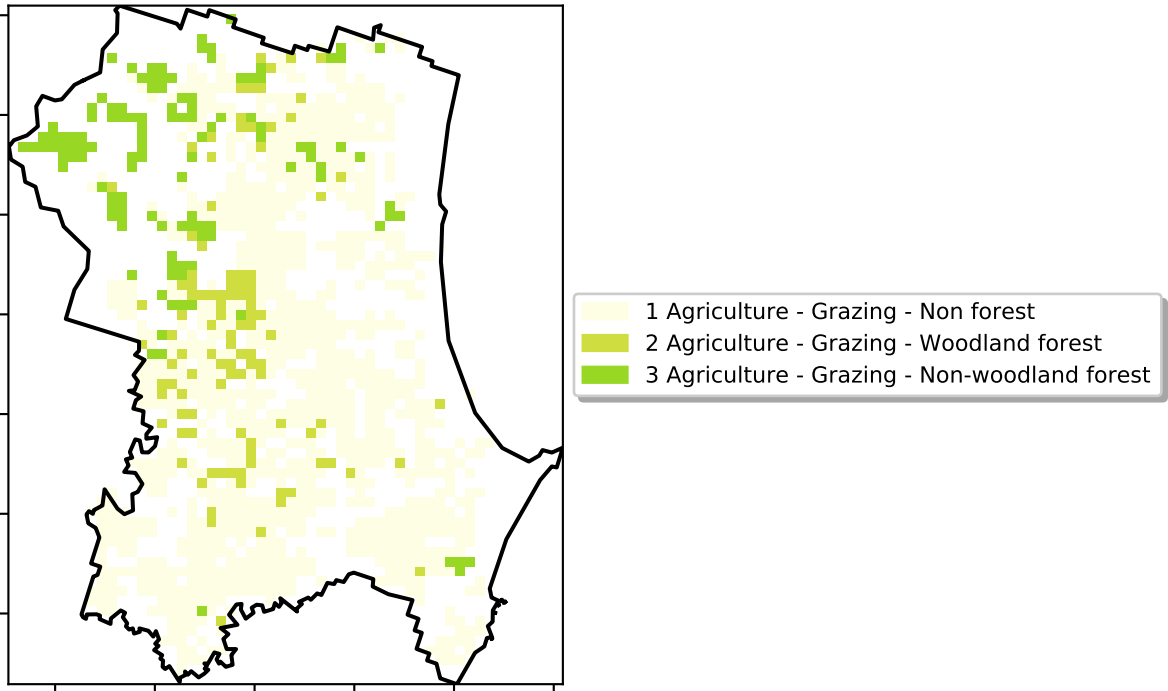 1 Agriculture - Grazing - Non forest
2 Agriculture - Grazing - Woodland forest
3 Agriculture - Grazing - Non-woodland forest